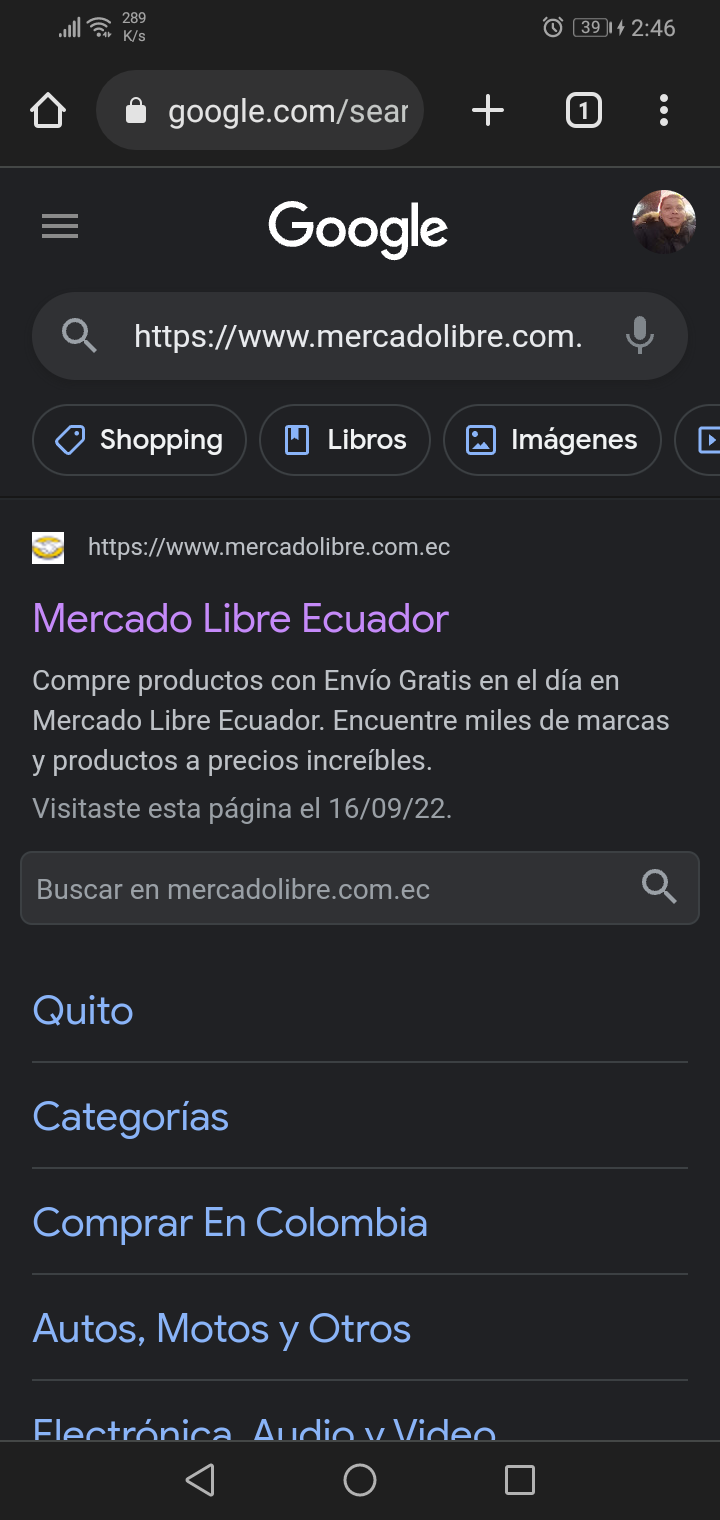 289
K/s
39
2:46
google.com/sear
1
Google
https://www.mercadolibre.com.
Shopping
Libros
Imágenes
https://www.mercadolibre.com.ec
Mercado Libre Ecuador
Compre productos con Envío Gratis en el día en
Mercado Libre Ecuador. Encuentre miles de marcas
y productos a precios increíbles.
Visitaste esta página el 16/09/22.
Buscar en mercadolibre.com.ec
Quito
Categorías
Comprar En Colombia
Autos, Motos y Otros
Electrónica, Audio y Video